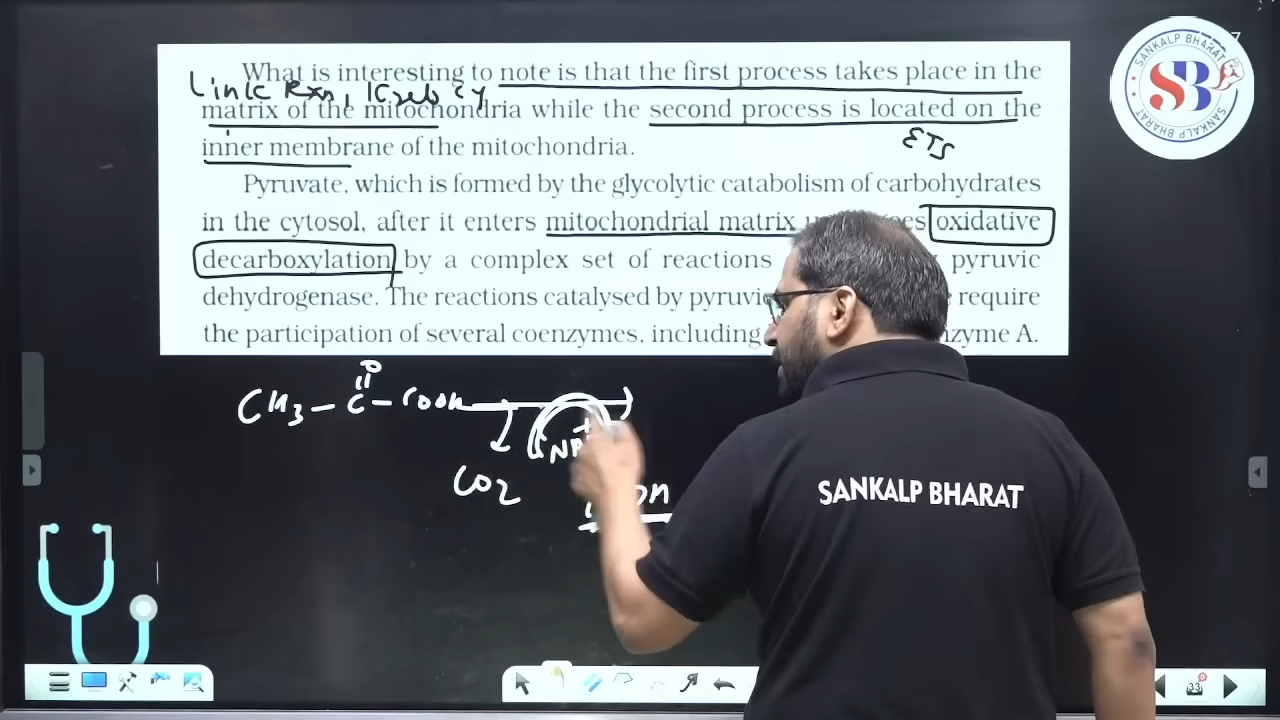 What is interesting to note is that the first process takes place in the
Link Rxn, Kreb cy
matrix of the mitochondria while the second process is located on the
inner membrane of the mitochondria.
ETS
Pyruvate, which is formed by the glycolytic catabolism of carbohydrates
in the cytosol, after it enters mitochondrial matrix oxidative
decarboxylation by a complex set of reactions pyruvic
dehydrogenase. The reactions catalysed by require
the participation of several coenzymes, including A.
CH3 - C - COOH
O
CO2
SANKALP BHARAT
SB
SANKALP BHARAT
SANKALP BHARAT
33